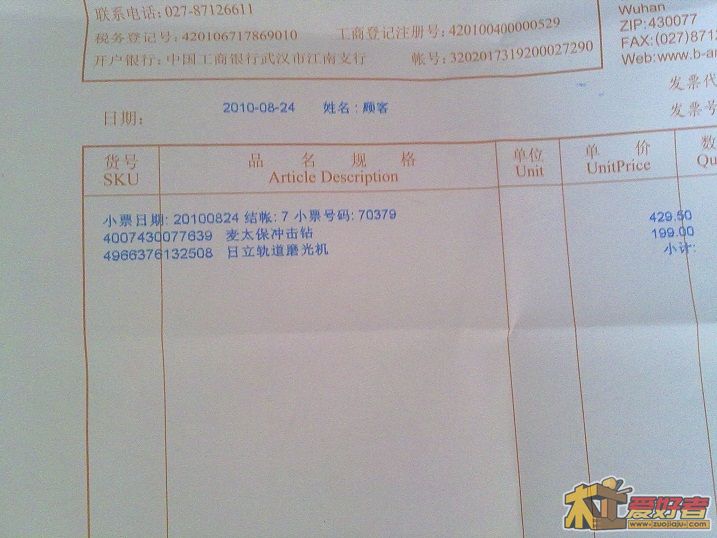 联系电话:027-87126611
税务登记号:420106717869010 工商登记注册号:420100400000529
开户银行:中国工商银行武汉市江南支行 帐号:3202017319200027290
Wuhan
ZIP:430077
FAX:(027)8712
Web:www.b-an
发票代
发票号
日期: 2010-08-24 姓名:顾客
货号 品名规格 单位 单价 数
SKU Article Description Unit UnitPrice Qu
小票日期:20100824 结帐:7 小票号码:70379
4007430077639 麦太保冲击钻 429.50
4966376132508 日立轨道磨光机 199.00
小计:
爱好者
www.zuojiaju.com